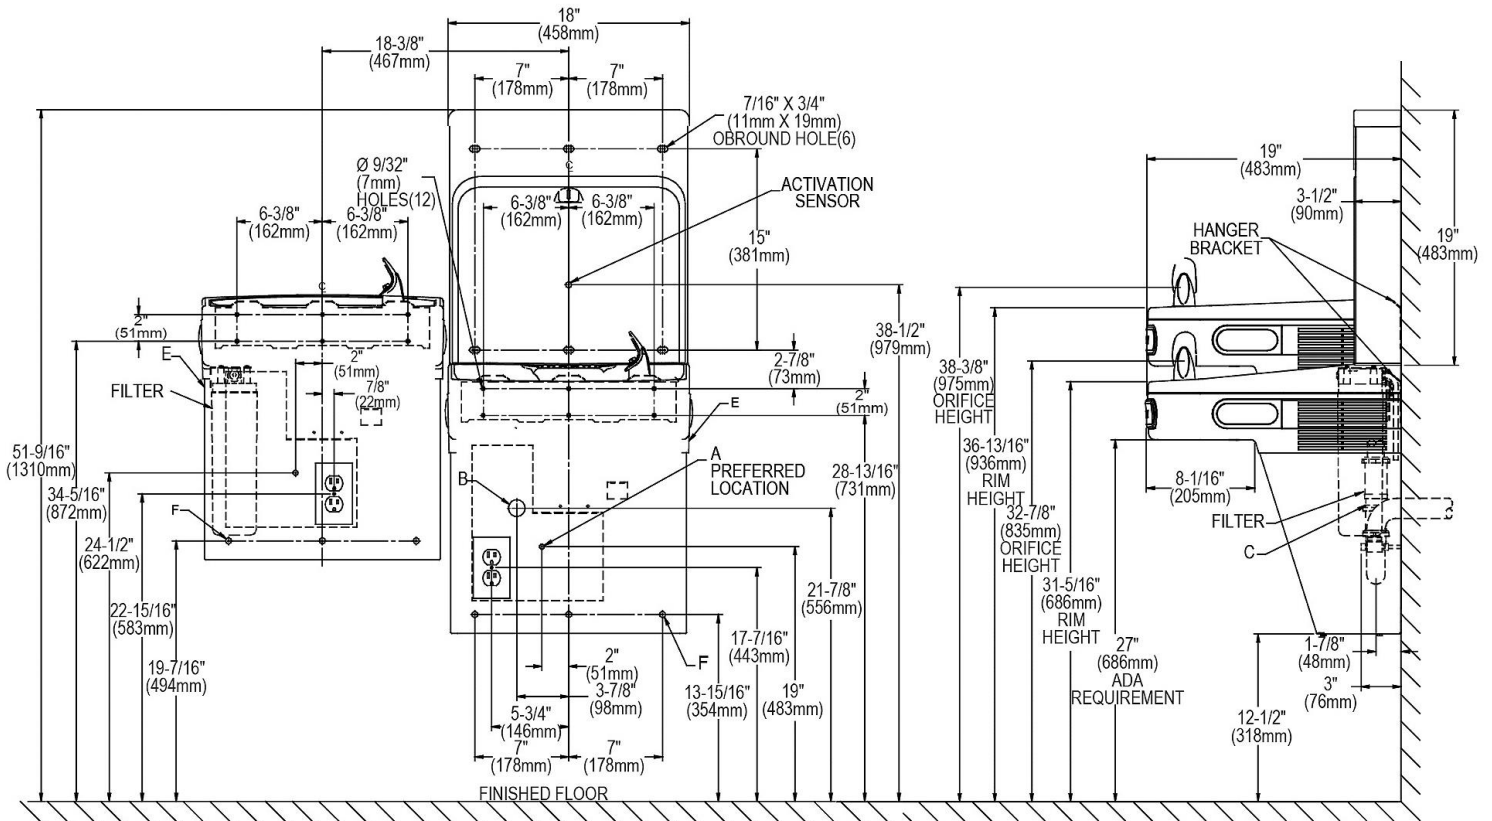 18"
(458mm)
18-3/8"
(467mm)
7"
(178mm)
7"
(178mm)
7/16" X 3/4"
(11mm X 19mm)
OBROUND HOLE(6)
Ø 9/32"
(7mm)
HOLES(12)
ACTIVATION
SENSOR
6-3/8"
(162mm)
6-3/8"
(162mm)
6-3/8"
(162mm)
6-3/8"
(162mm)
15"
(381mm)
2"
(51mm)
E
FILTER
2"
(51mm)
7/8"
(22mm)
38-1/2"
(979mm)
2-7/8"
(73mm)
2"
(51mm)
E
51-9/16"
(1310mm)
34-5/16"
(872mm)
24-1/2"
(622mm)
22-15/16"
(583mm)
19-7/16"
(494mm)
F
B
A
PREFERRED
LOCATION
28-13/16"
(731mm)
21-7/8"
(556mm)
17-7/16"
(443mm)
F
2"
(51mm)
3-7/8"
(98mm)
5-3/4"
(146mm)
7"
(178mm)
7"
(178mm)
13-15/16"
(354mm)
19"
(483mm)
FINISHED FLOOR
19"
(483mm)
3-1/2"
(90mm)
HANGER
BRACKET
19"
(483mm)
38-3/8"
(975mm)
ORIFICE
HEIGHT
36-13/16"
(936mm)
RIM
HEIGHT
32-7/8"
(835mm)
ORIFICE
HEIGHT
31-5/16"
(686mm)
RIM
HEIGHT
27"
(686mm)
ADA
REQUIREMENT
8-1/16"
(205mm)
FILTER
C
1-7/8"
(48mm)
3"
(76mm)
12-1/2"
(318mm)